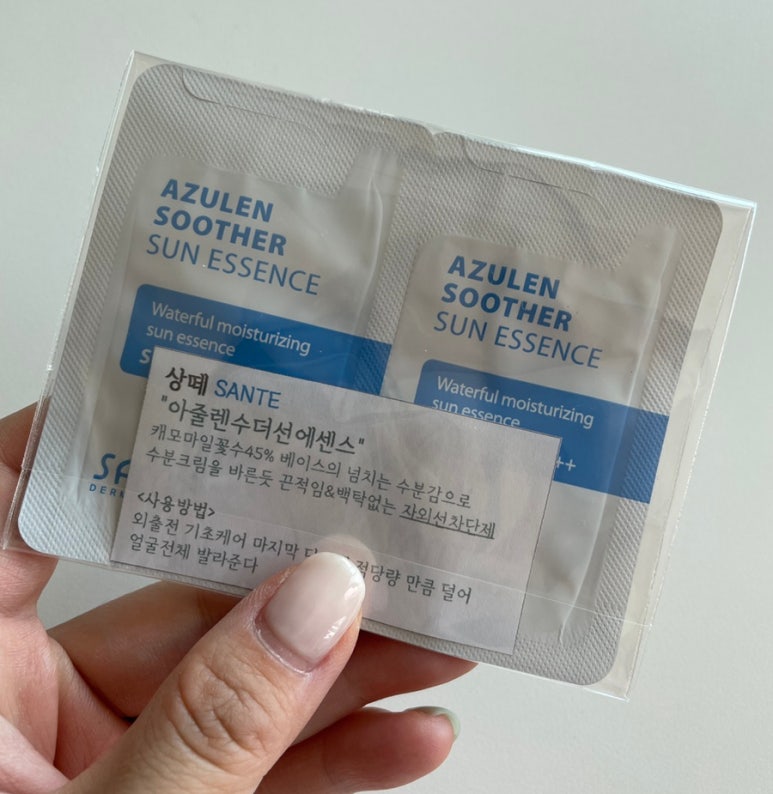 AZULEN
SOOTHER
SUN ESSENCE
Waterful moisturizing
sun essence
AZULEN
SOOTHER
SUN ESSENCE
Waterful moisturizing
sun essence
++
상떼 SANTE
"아줄렌수더선에센스"
캐모마일꽃수45% 베이스의 넘치는 수분감으로
수분크림을 바른듯 끈적임&백탁없는 자외선차단제
<사용방법>
외출전 기초케어 마지막 적당량 만큼 덜어
얼굴전체 발라준다